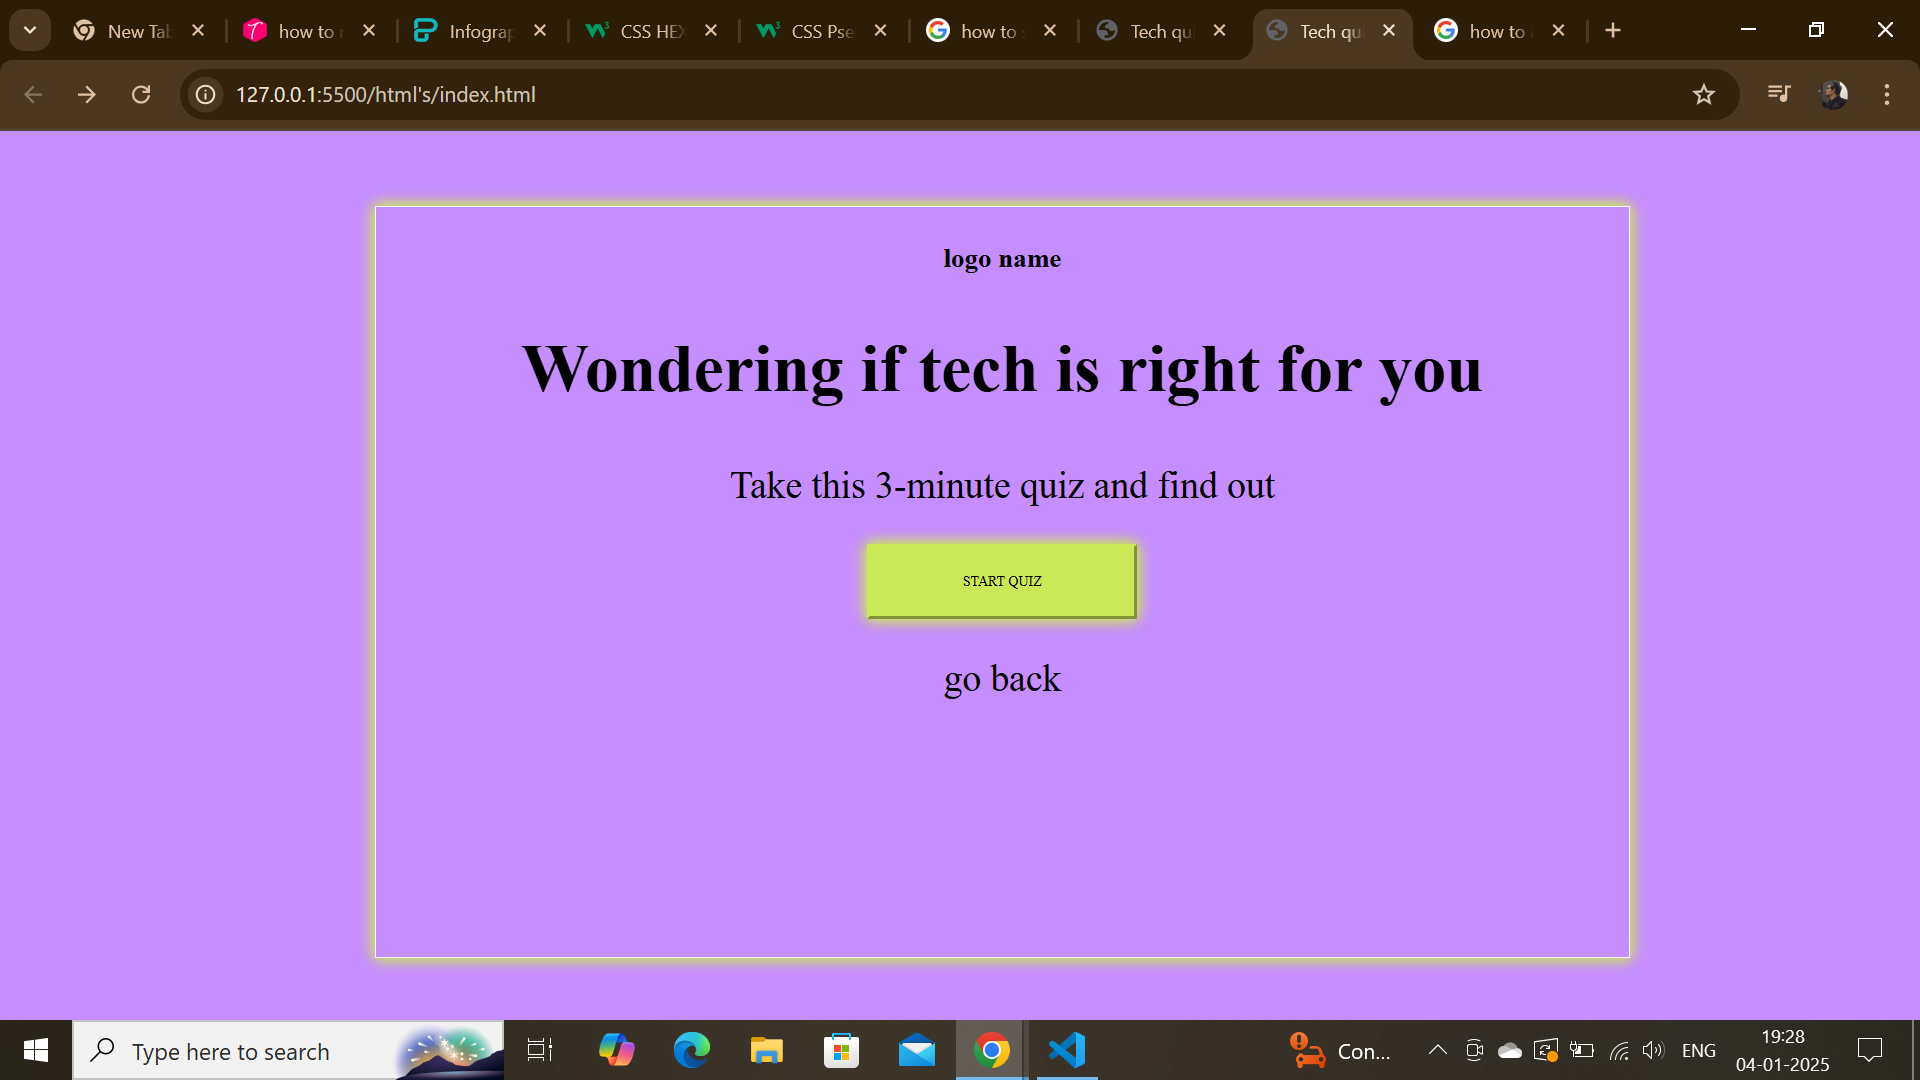 New Tab
how to
Infograp
CSS HEX
CSS Pse
how to
Tech qui
Tech qu
how to
127.0.0.1:5500/html's/index.html
logo name
Wondering if tech is right for you
Take this 3-minute quiz and find out
START QUIZ
go back
Type here to search
Con...
ENG
19:28
04-01-2025